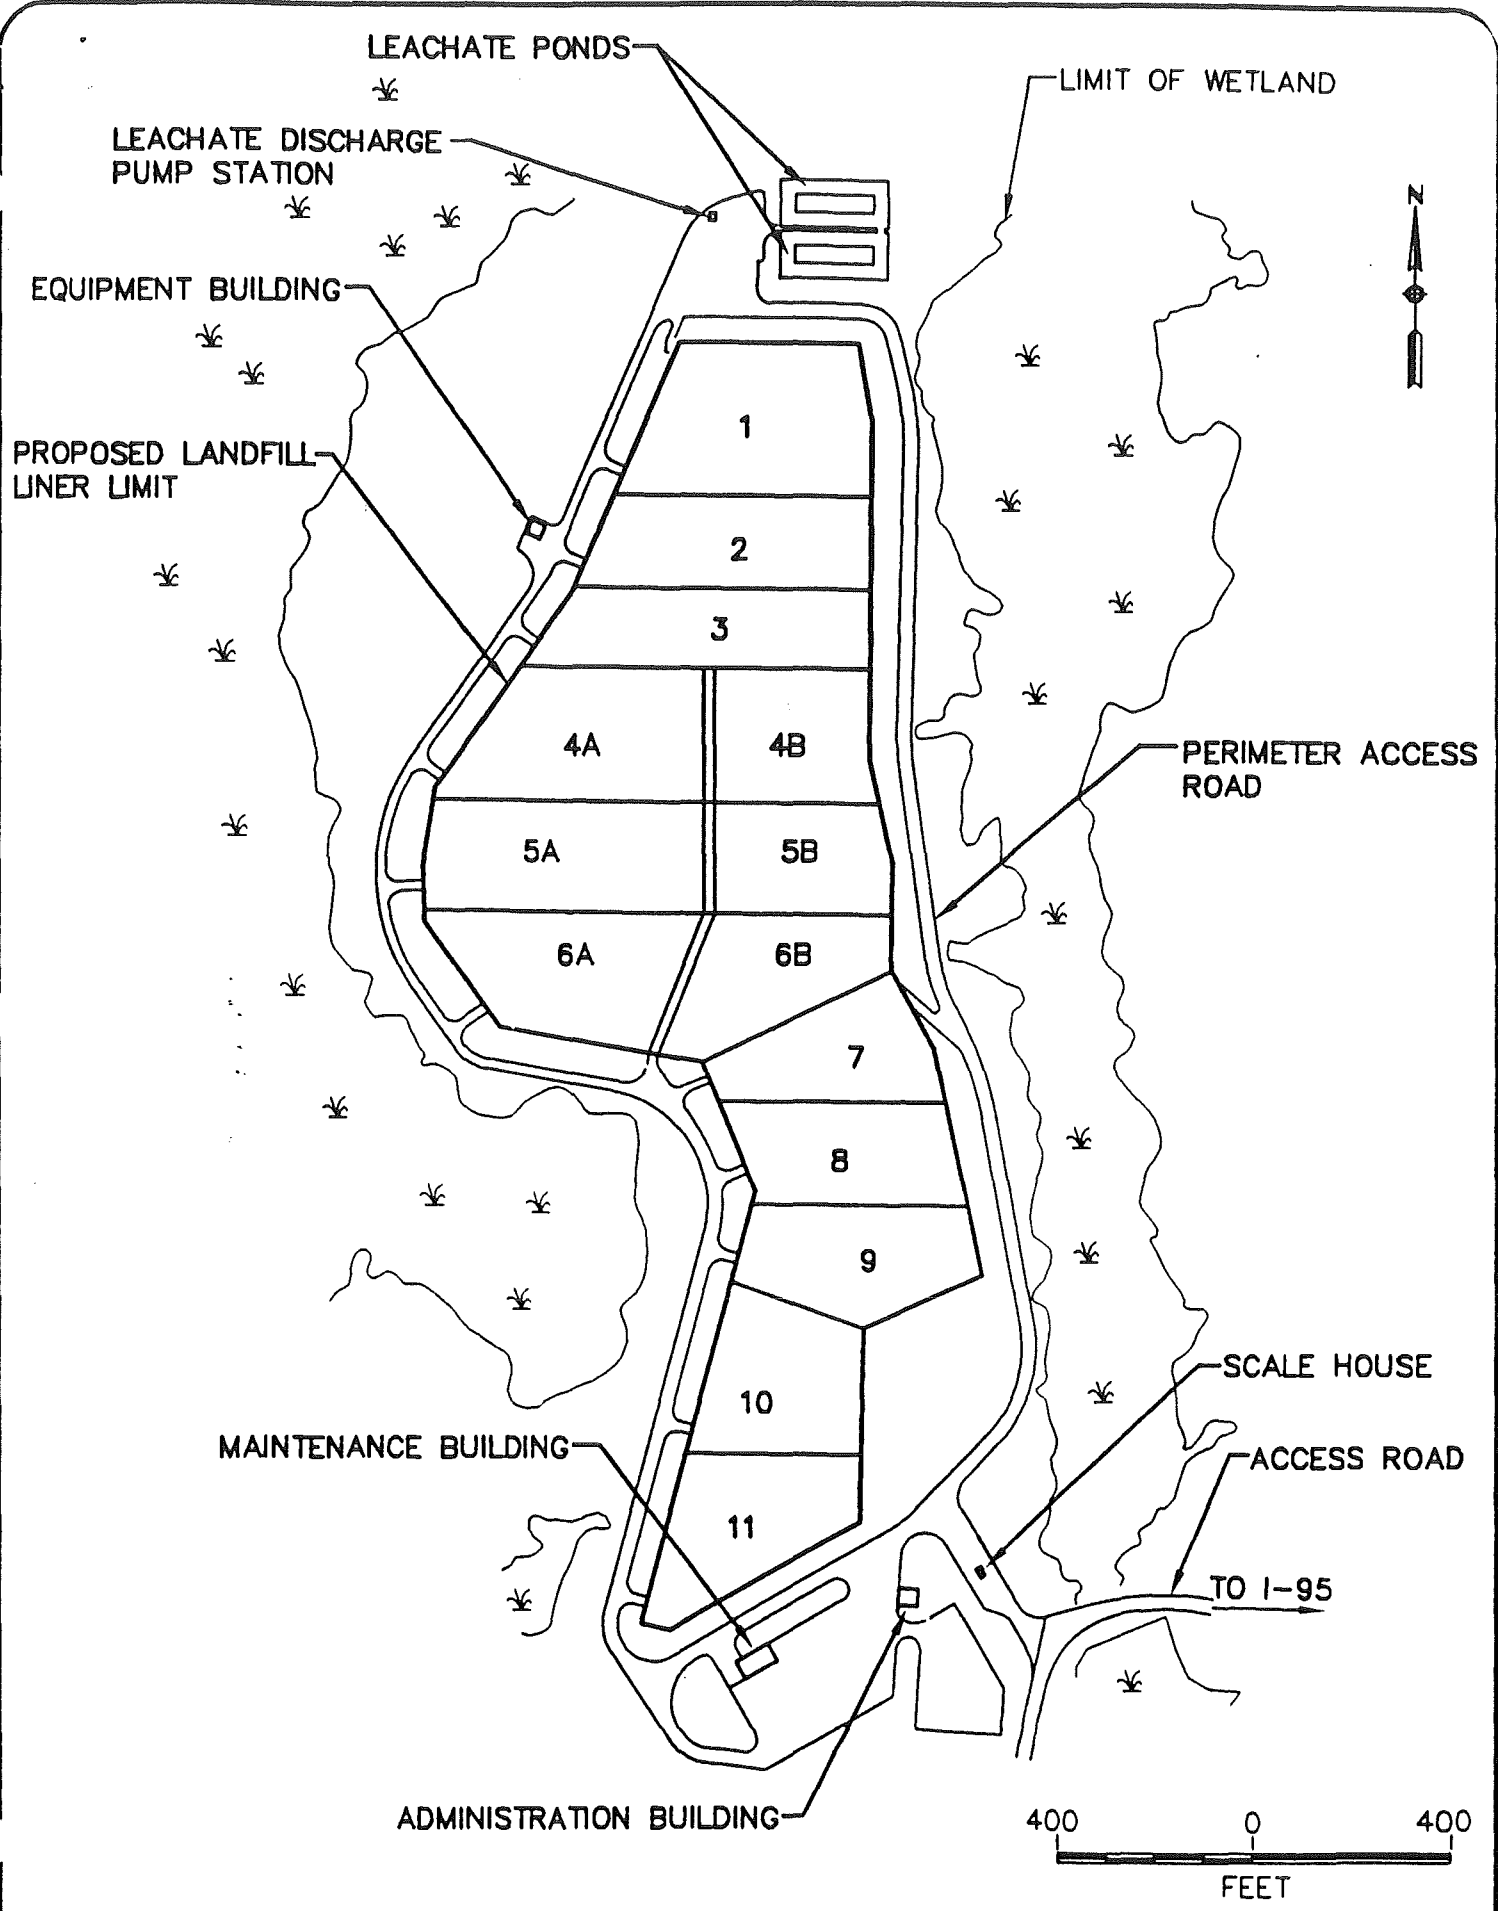 LEACHATE PONDS
LIMIT OF WETLAND
LEACHATE DISCHARGE
PUMP STATION
N
EQUIPMENT BUILDING
PROPOSED LANDFILL
LINER LIMIT
1
2
3
4A
4B
PERIMETER ACCESS
ROAD
5A
5B
6A
6B
7
8
9
SCALE HOUSE
10
MAINTENANCE BUILDING
ACCESS ROAD
11
TO I-95
ADMINISTRATION BUILDING
400 0 400
FEET